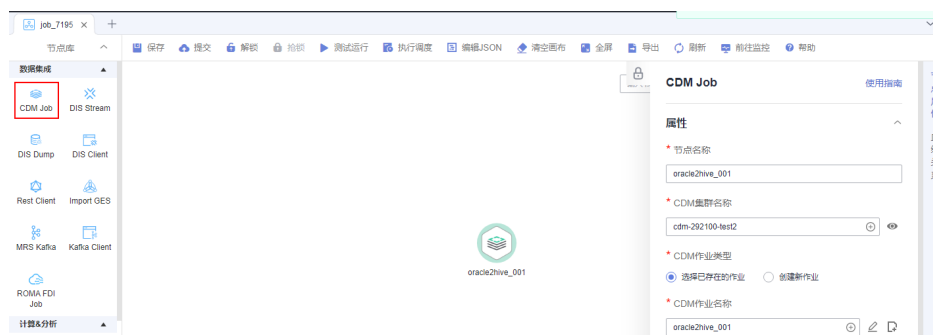 job_7195 × +
节点库
保存 提交 解锁 抢锁 测试运行 执行调度 编辑JSON 清空画布 全屏 导出 刷新 前往监控 帮助
数据集成
CDM Job
DIS Stream
DIS Dump
DIS Client
Rest Client
Import GES
MRS Kafka
Kafka Client
ROMA FDI
Job
计算&分析
oracle2hive_001
CDM Job
使用指南
属性
* 节点名称
oracle2hive_001
* CDM集群名称
cdm-292100-test2
* CDM作业类型
选择已存在的作业 创建新作业
* CDM作业名称
oracle2hive_001